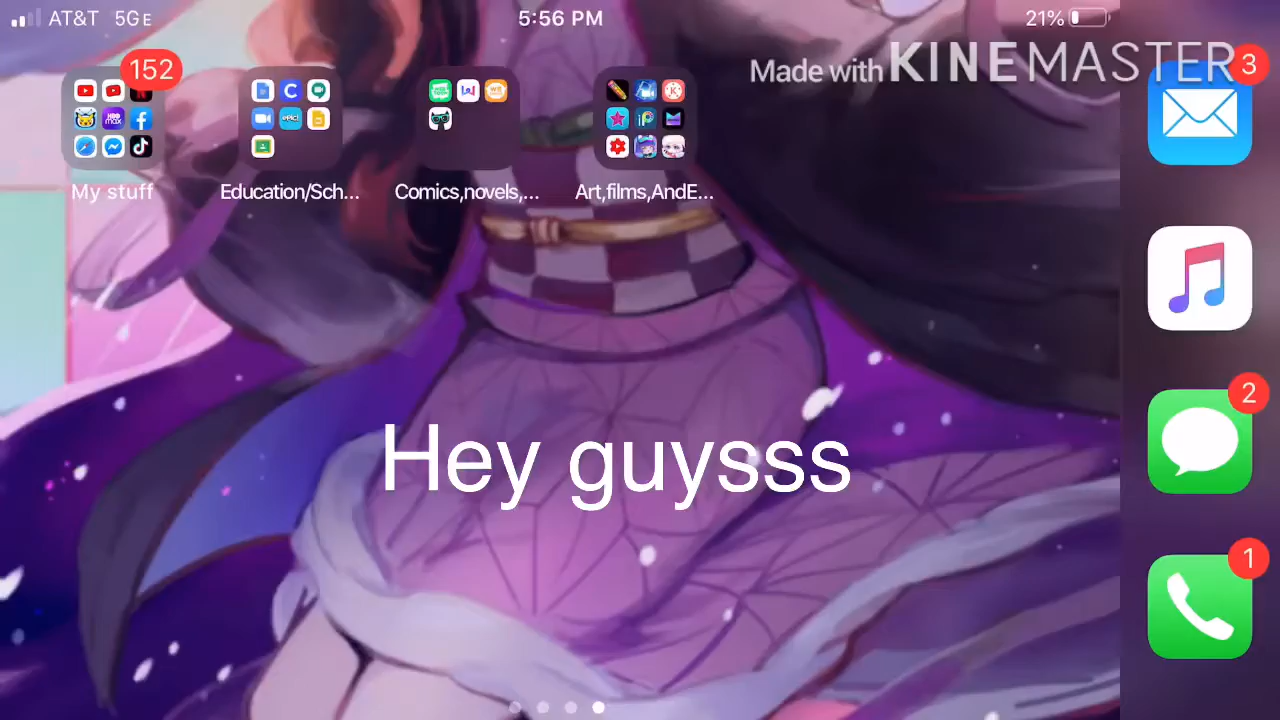 AT&T 5GE 5:56 PM 21%
Made with KINEMASTER
152
3
My stuff Education/Sch... Comics,novels,... Art,films,AndE...
2
Hey guysss
1